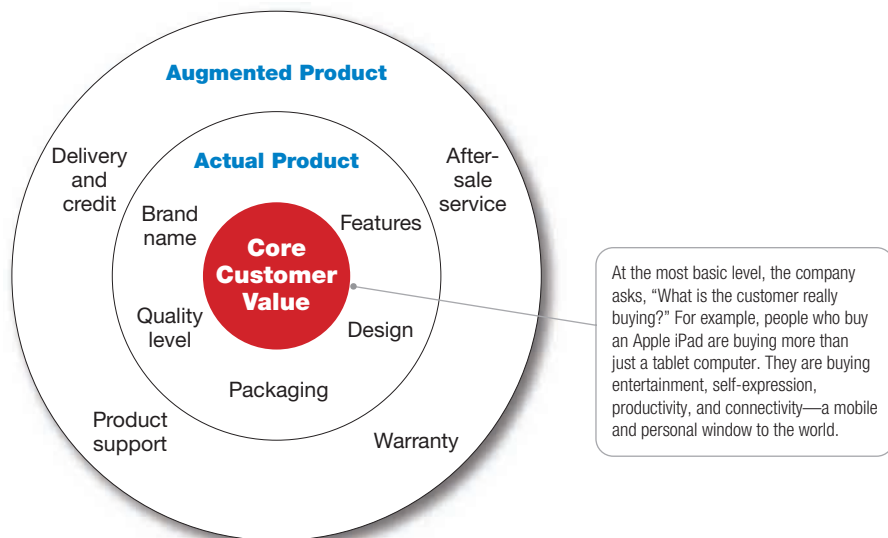 Augmented Product
Delivery
and
credit
After-
sale
service
Actual Product
Brand
name
Features
Core
Customer
Value
Quality
level
Design
Packaging
Product
support
Warranty
At the most basic level, the company
asks, “What is the customer really
buying?” For example, people who buy
an Apple iPad are buying more than
just a tablet computer. They are buying
entertainment, self-expression,
productivity, and connectivity—a mobile
and personal window to the world.